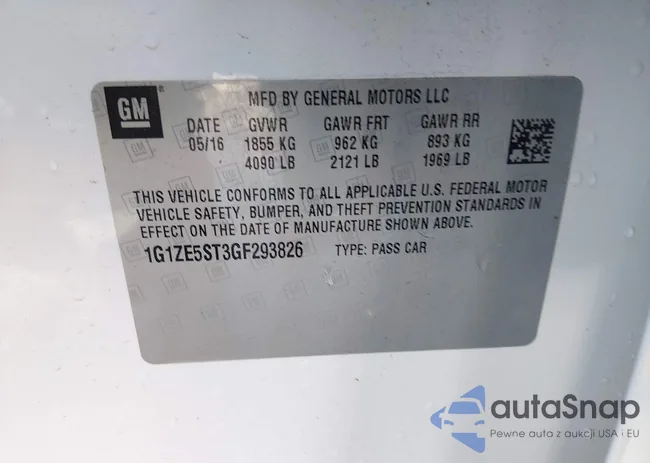 GM ®
MFD BY GENERAL MOTORS LLC
DATE GVWR GAWR FRT GAWR RR
05/16 1855 KG 962 KG 893 KG
4090 LB 2121 LB 1969 LB
THIS VEHICLE CONFORMS TO ALL APPLICABLE U.S. FEDERAL MOTOR
VEHICLE SAFETY, BUMPER, AND THEFT PREVENTION STANDARDS IN
EFFECT ON THE DATE OF MANUFACTURE SHOWN ABOVE.
1G1ZE5ST3GF293826 TYPE: PASS CAR
autaSnap
Pewne auta z aukcji USA i EU